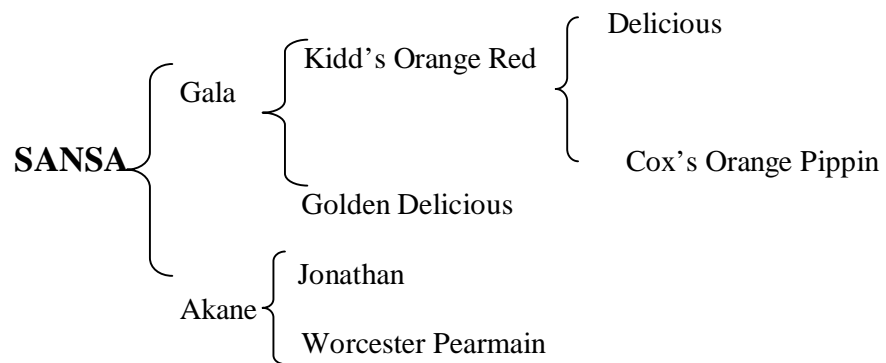 Delicious
Kidd’s Orange Red
Gala
SANSA
Cox’s Orange Pippin
Golden Delicious
Jonathan
Akane
Worcester Pearmain